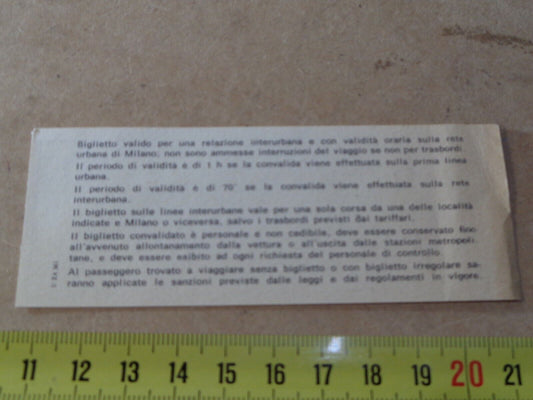 Biglietto valido per una relazione interurbana e con validità oraria sulla rete
urbana di Milano; non sono ammesse interruzioni del viaggio se non per trasbordi.
Il periodo di validità è di 1 h se la convalida viene effettuata sulla prima linea
urbana.
Il periodo di validità è di 70' se la convalida viene effettuata sulla rete
interurbana.
Il biglietto sulle linee interurbane vale per una sola corsa da una delle località
indicate e Milano o viceversa, salvo i trasbordi previsti dai tariffari.
Il biglietto convalidato è personale e non cedibile, deve essere conservato fino
all'avvenuto allontanamento dalla vettura o all'uscita dalle stazioni metropoli-
tane, e deve essere esibito ad ogni richiesta del personale di controllo.
Al passeggero trovato a viaggiare senza biglietto o con biglietto irregolare sa-
ranno applicate le sanzioni previste dalle leggi e dai regolamenti in vigore.
11 12 13 14 15 16 17 18 19 20 21